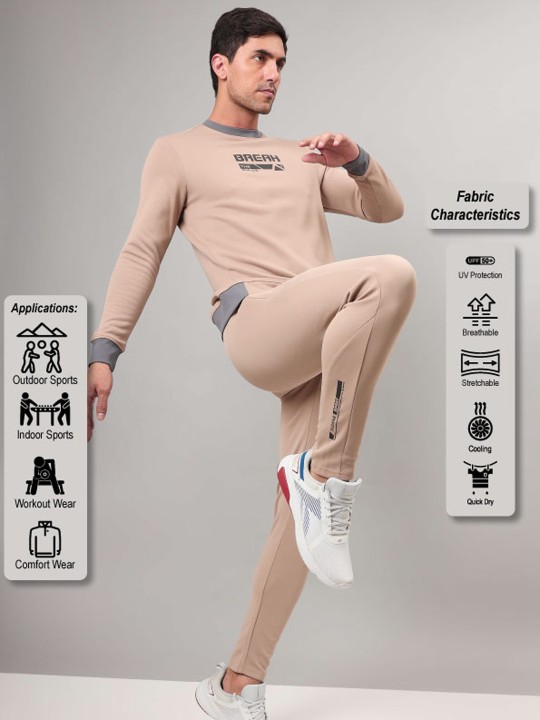 BREAK
THE
Fabric
Characteristics
UPF 50+
UV Protection
Breathable
Stretchable
Cooling
Quick Dry
Applications:
Outdoor Sports
Indoor Sports
Workout Wear
Comfort Wear